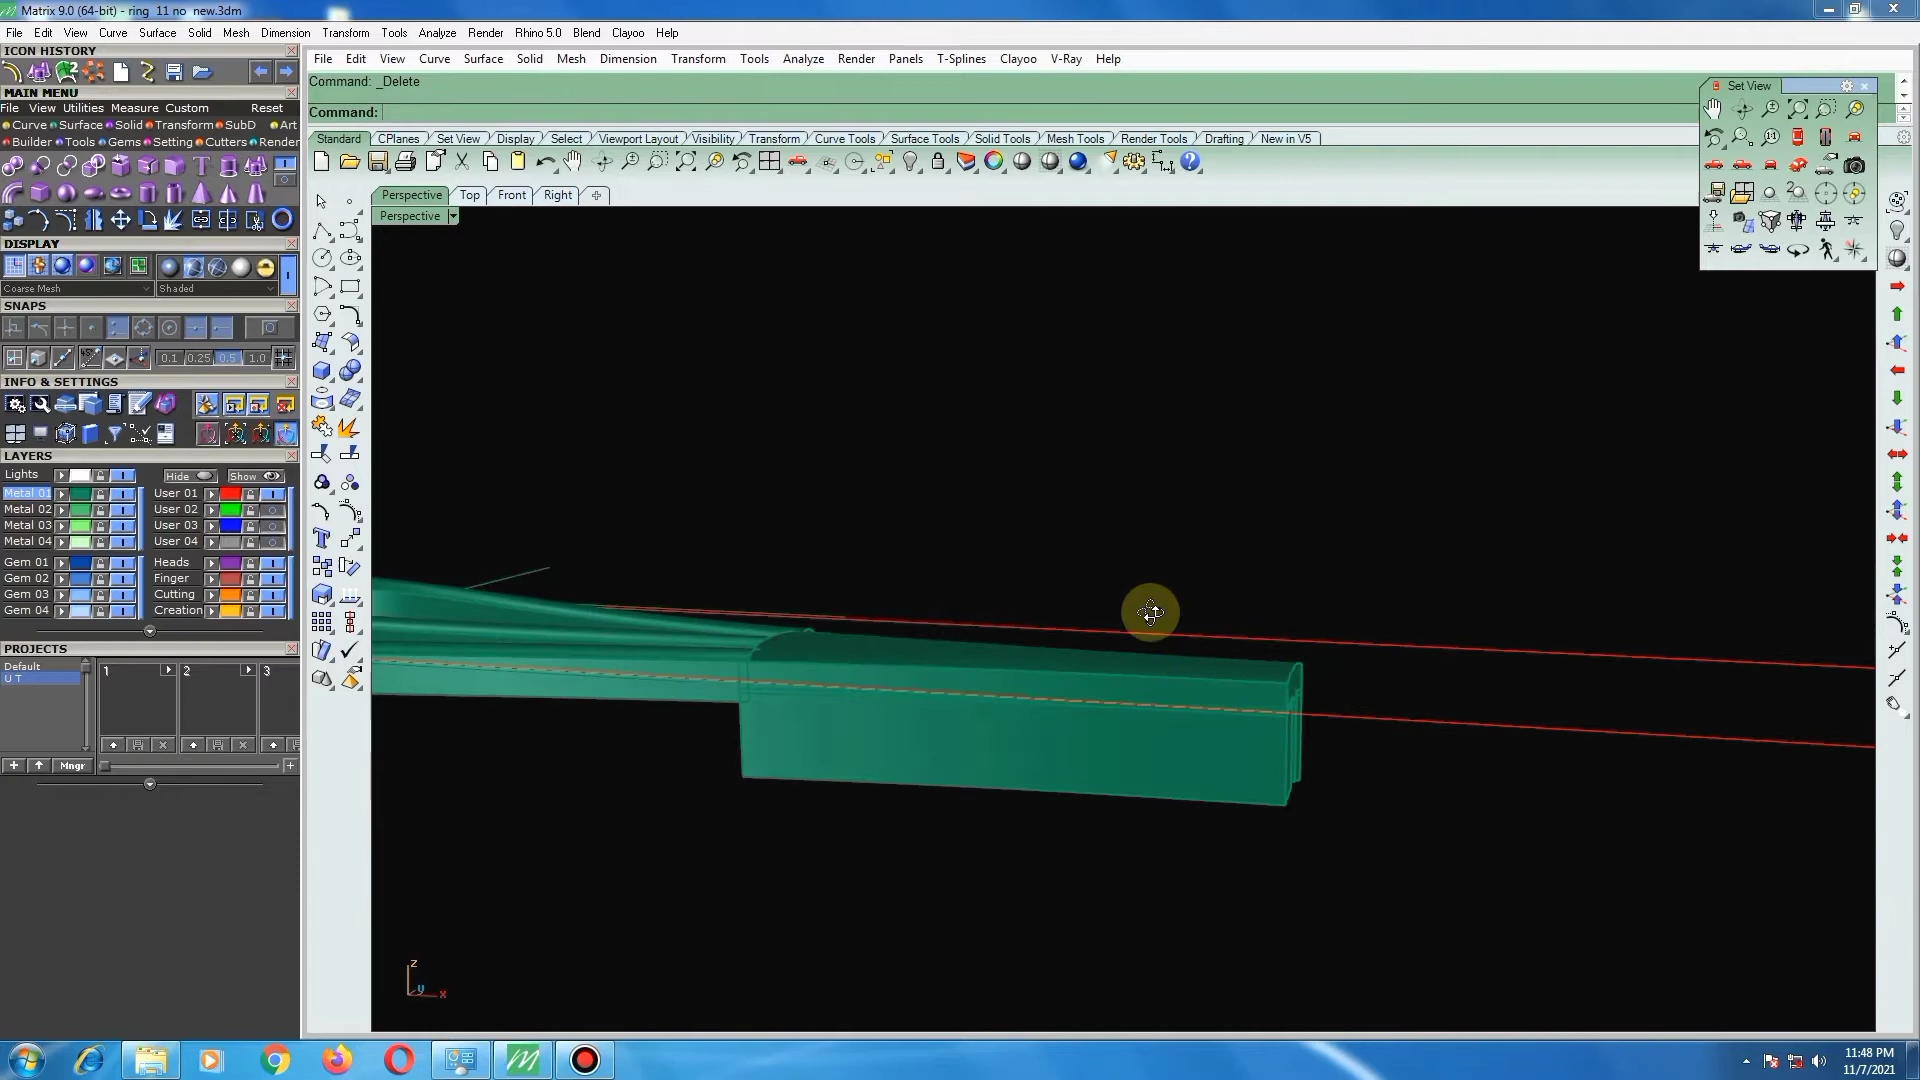 Matrix 9.0 (64-bit) - ring  11 no  new.3dm
File Edit View Curve Surface Solid Mesh Dimension Transform Tools Analyze Render Rhino 5.0 Blend Clayoo Help
ICON HISTORY
MAIN MENU
File View Utilities Measure Custom Reset
Curve Surface Solid Transform SubD Art
Builder Tools Gems Setting Cutters Render
DISPLAY
Coarse Mesh Shaded
SNAPS
0.1 0.25 0.5 1.0
INFO & SETTINGS
LAYERS
Lights Hide Show
Metal 01 User 01
Metal 02 User 02
Metal 03 User 03
Metal 04 User 04
Gem 01 Heads
Gem 02 Finger
Gem 03 Cutting
Gem 04 Creation
PROJECTS
Default
U T
1 2 3
Mngr
File Edit View Curve Surface Solid Mesh Dimension Transform Tools Analyze Render Panels T-Splines Clayoo V-Ray Help
Command: _Delete
Command:
Standard CPlanes Set View Display Select Viewport Layout Visibility Transform Curve Tools Surface Tools Solid Tools Mesh Tools Render Tools Drafting New in V5
Perspective Top Front Right
Perspective
Set View
z
y
x
11:48 PM
11/7/2021